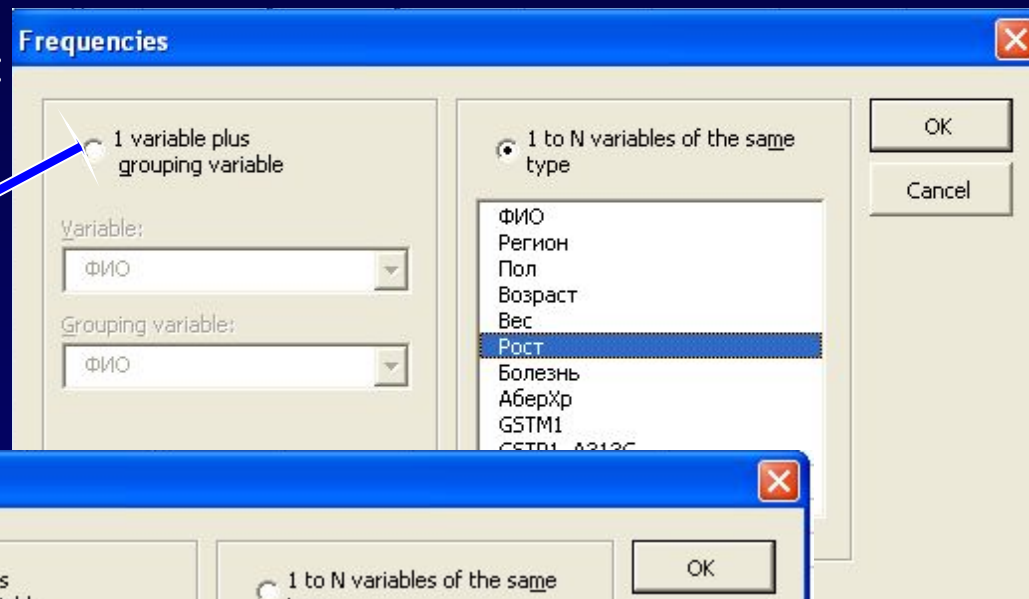 Frequencies
1 variable plus
grouping variable
Variable:
ФИО
Grouping variable:
ФИО
1 to N variables of the same
type
ФИО
Регион
Пол
Возраст
Вес
Рост
Болезнь
АберХр
GSTM1
OK
Cancel
1 to N variables of the same
OK